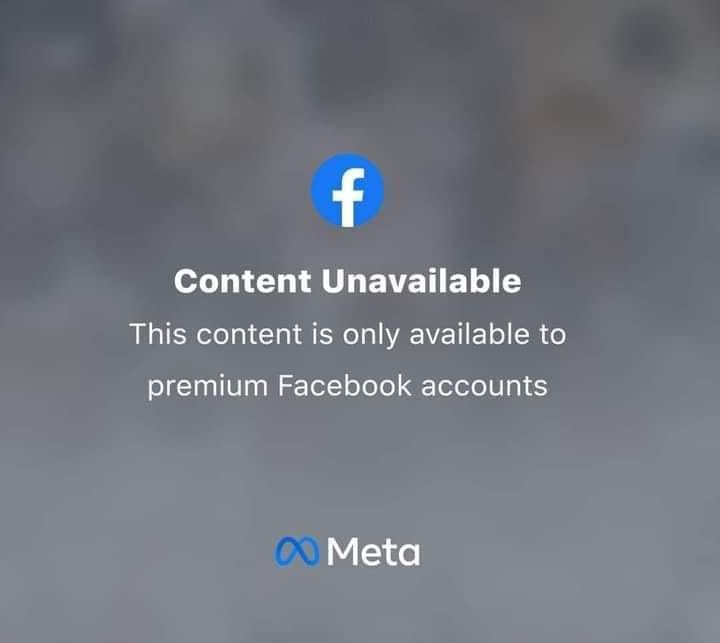 Content Unavailable
This content is only available to
premium Facebook accounts
Meta